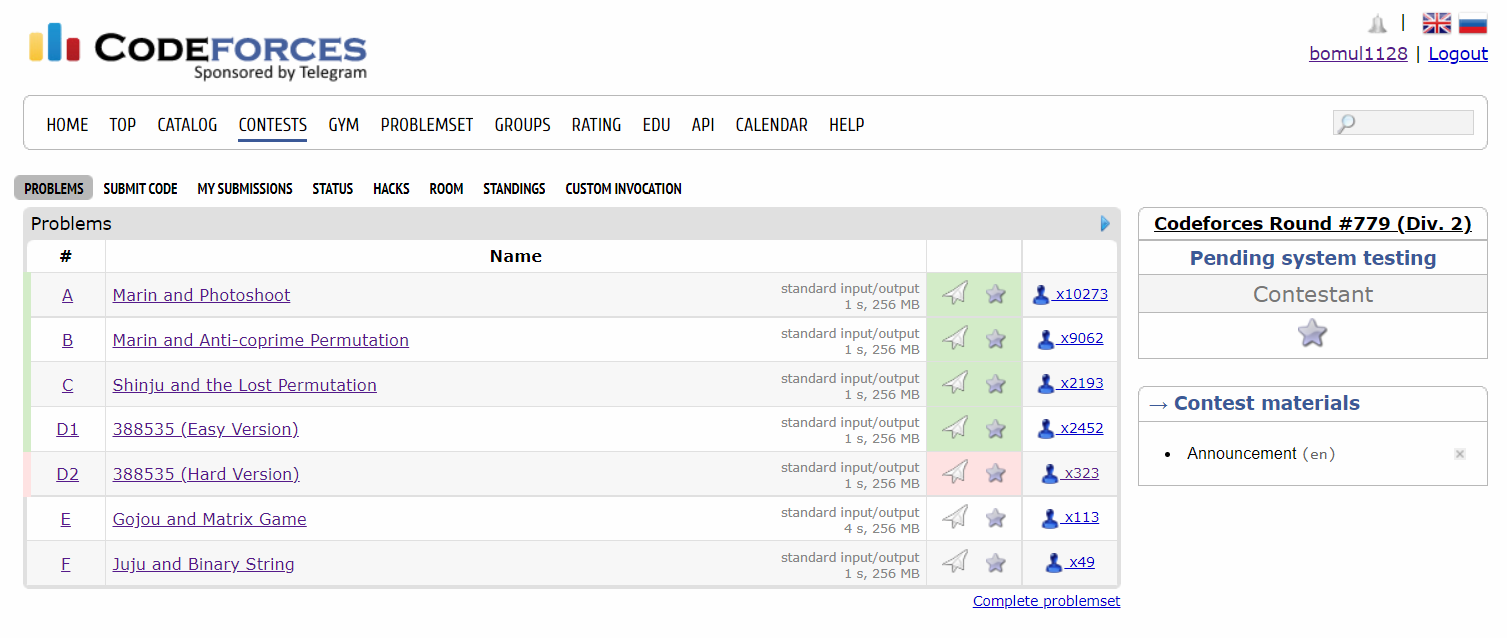 CODEFORCES
Sponsored by Telegram
|
bomul1128 | Logout
HOME TOP CATALOG CONTESTS GYM PROBLEMSET GROUPS RATING EDU API CALENDAR HELP
PROBLEMS SUBMIT CODE MY SUBMISSIONS STATUS HACKS ROOM STANDINGS CUSTOM INVOCATION
Problems
# Name
A Marin and Photoshoot standard input/output x10273
1 s, 256 MB
B Marin and Anti-coprime Permutation standard input/output x9062
1 s, 256 MB
C Shinju and the Lost Permutation standard input/output x2193
1 s, 256 MB
D1 388535 (Easy Version) standard input/output x2452
1 s, 256 MB
D2 388535 (Hard Version) standard input/output x323
1 s, 256 MB
E Gojou and Matrix Game standard input/output x113
4 s, 256 MB
F Juju and Binary String standard input/output x49
1 s, 256 MB
Complete problemset
Codeforces Round #779 (Div. 2)
Pending system testing
Contestant
→ Contest materials
• Announcement (en) ×